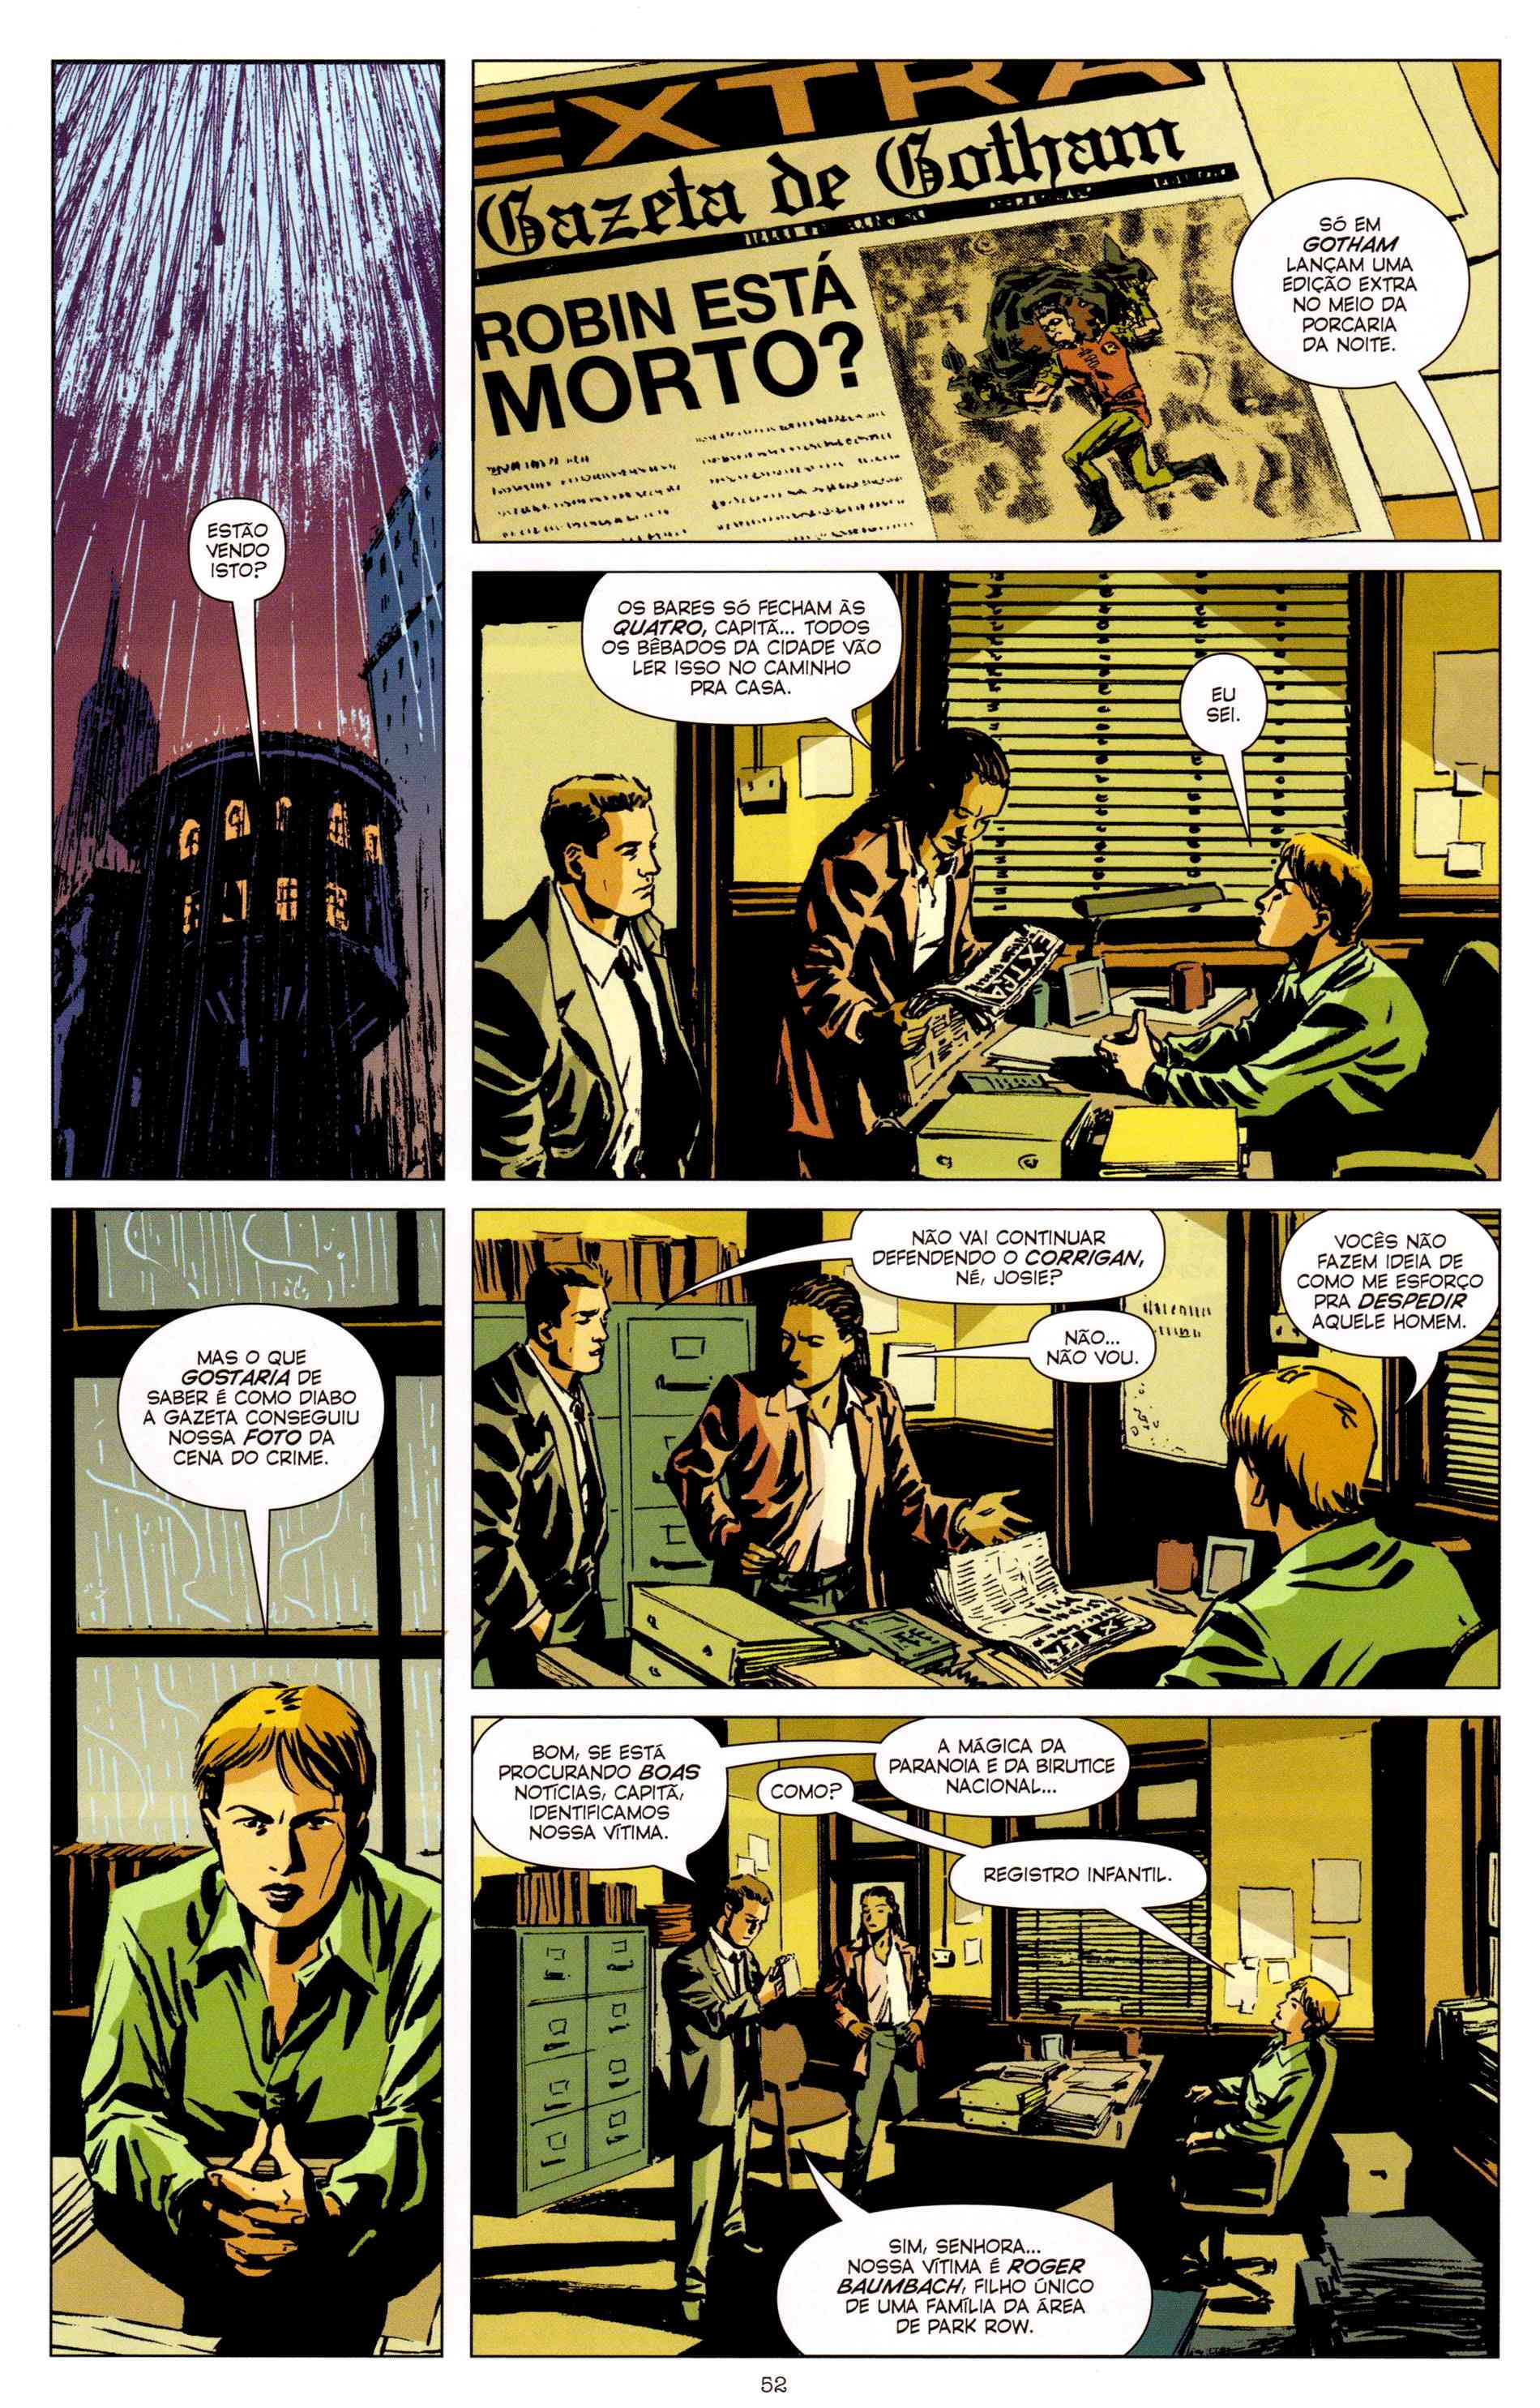 ESTÃO
VENDO
ISTO?
EXTRA
Gazeta de Gotham
ROBIN ESTÁ
MORTO?
SÓ EM
GOTHAM
LANÇAM UMA
EDIÇÃO EXTRA
NO MEIO DA
PORCARIA
DA NOITE.
OS BARES SÓ FECHAM ÀS
QUATRO, CAPITÃ... TODOS
OS BÊBADOS DA CIDADE VÃO
LER ISSO NO CAMINHO
PRA CASA.
EU
SEI.
EXTRA
MAS O QUE
GOSTARIA DE
SABER É COMO DIABO
A GAZETA CONSEGUIU
NOSSA FOTO DA
CENA DO CRIME.
NÃO VAI CONTINUAR
DEFENDENDO O CORRIGAN,
NÉ, JOSIE?
NÃO...
NÃO VOU.
VOCÊS NÃO
FAZEM IDEIA DE
COMO ME ESFORÇO
PRA DESPEDIR
AQUELE HOMEM.
EXTRA
BOM, SE ESTÁ
PROCURANDO BOAS
NOTÍCIAS, CAPITÃ,
IDENTIFICAMOS
NOSSA VÍTIMA.
A MÁGICA DA
PARANOIA E DA BIRUTICE
NACIONAL...
COMO?
REGISTRO INFANTIL.
SIM, SENHORA...
NOSSA VÍTIMA É ROGER
BAUMBACH, FILHO ÚNICO
DE UMA FAMÍLIA DA ÁREA
DE PARK ROW.
52